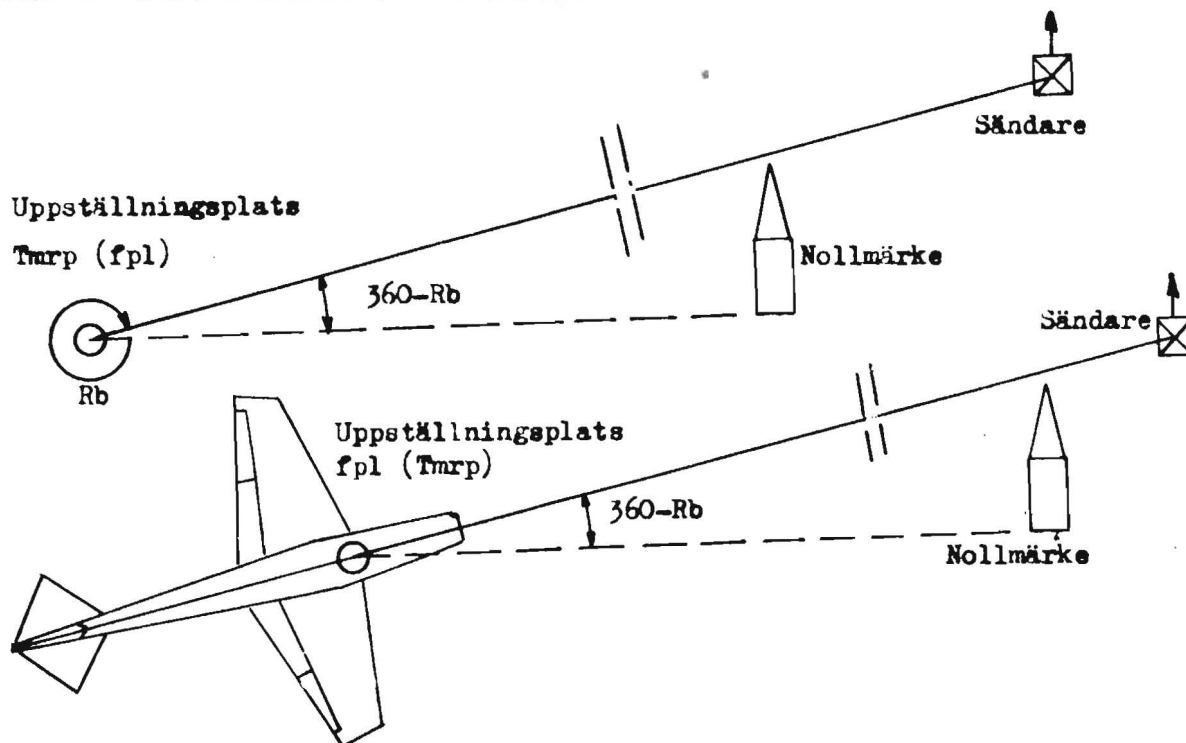 Sändare
Uppställningsplats
Tmrp (fpl)
Nollmärke
360-Rb
Sändare
Rb
Uppställningsplats
fpl (Tmrp)
360-Rb
Nollmärke